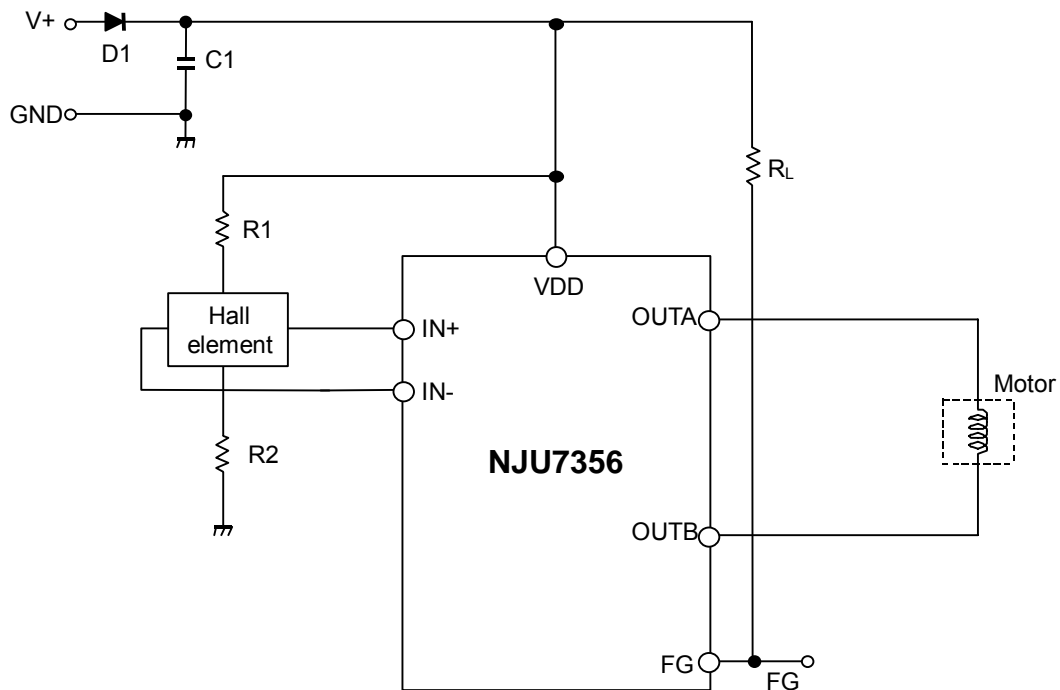 V+
D1
C1
GND
R1
RL
VDD
Hall
element
IN+
OUTA
IN-
Motor
R2
NJU7356
OUTB
FG
FG